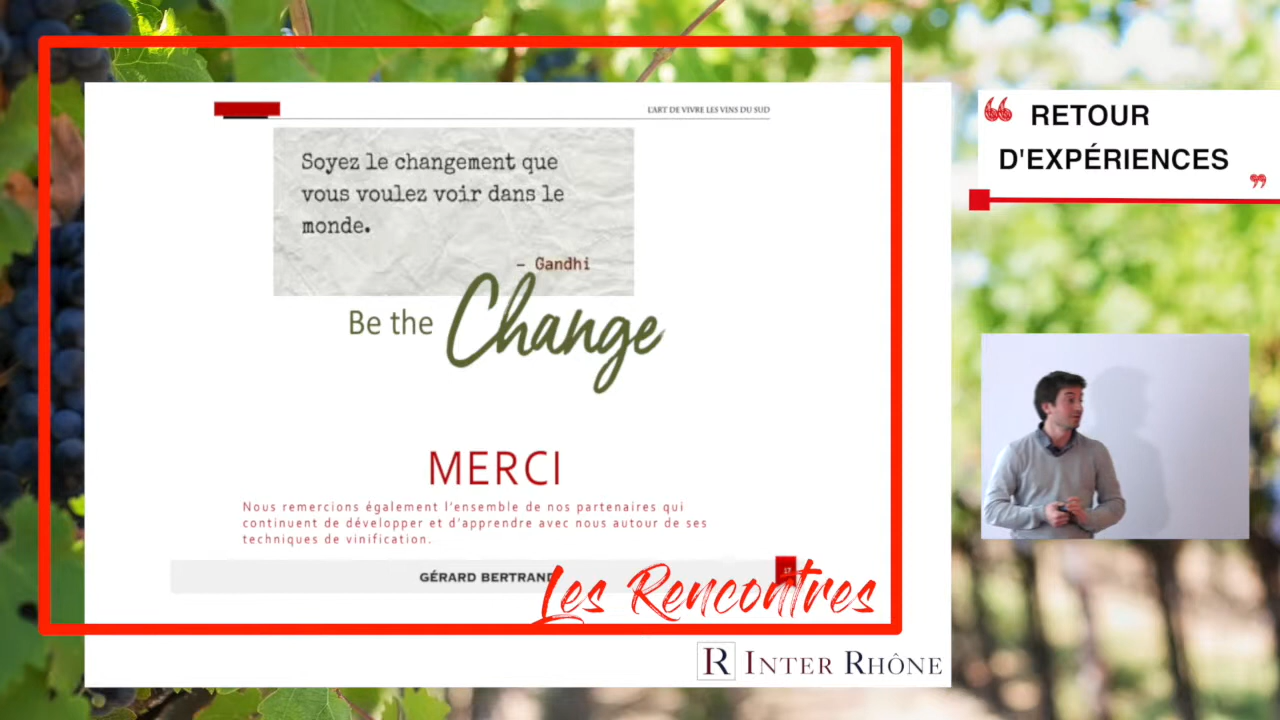 L'ART DE VIVRE LES VINS DU SUD
Soyez le changement que
vous voulez voir dans le
monde.
– Gandhi
Be the Change
MERCI
Nous remercions également l'ensemble de nos partenaires qui
continuent de développer et d'apprendre avec nous autour de ses
techniques de vinification.
GÉRARD BERTRAND
17
Les Rencontres
R INTER RHÔNE
❝ RETOUR
D'EXPÉRIENCES
❞